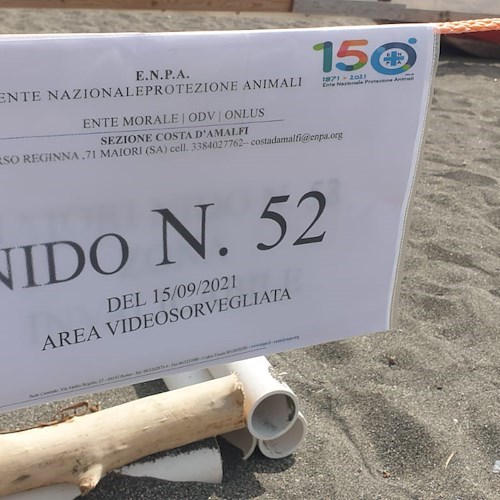 150°
1871 - 2021
Ente Nazionale Protezione Animali
E.N.P.A.
ENTE NAZIONALEPROTEZIONE ANIMALI
ENTE MORALE | ODV | ONLUS
SEZIONE COSTA D'AMALFI
RSO REGINNA ,71 MAIORI (SA) cell. 3384027762– costadamalfi@enpa.org
NIDO N. 52
DEL 15/09/2021
AREA VIDEOSORVEGLIATA